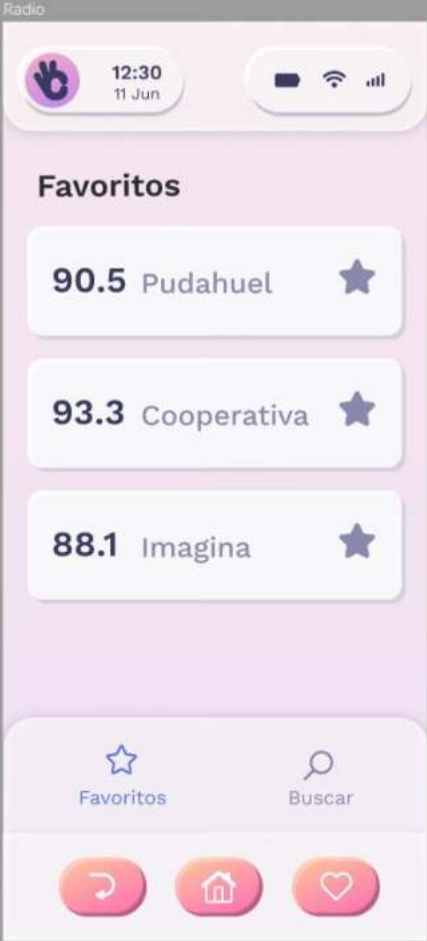 Radio
12:30
11 Jun
Favoritos
90.5 Pudahuel
93.3 Cooperativa
88.1 Imagina
Favoritos
Buscar